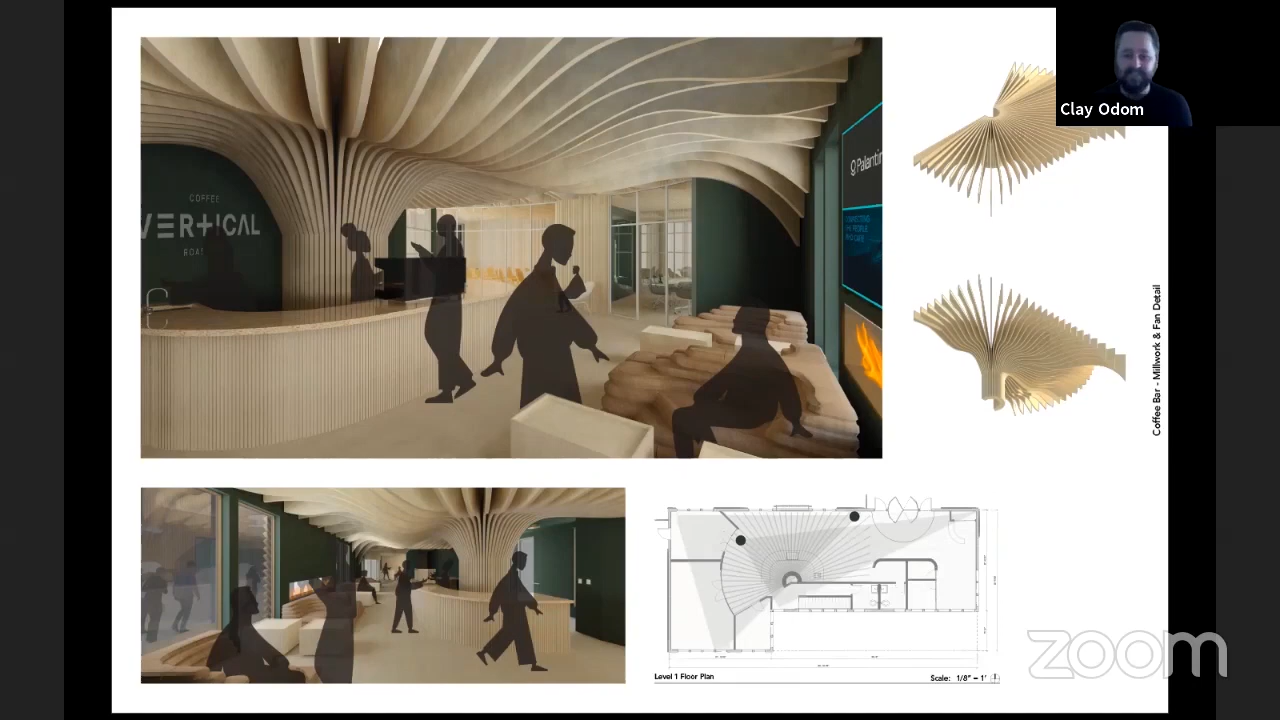 Clay Odom
COFFEE
VERTICAL
ROAS
Palantir
Coffee Bar - Millwork & Fan Detail
Level 1 Floor Plan
Scale: 1/8" = 1'
zoom